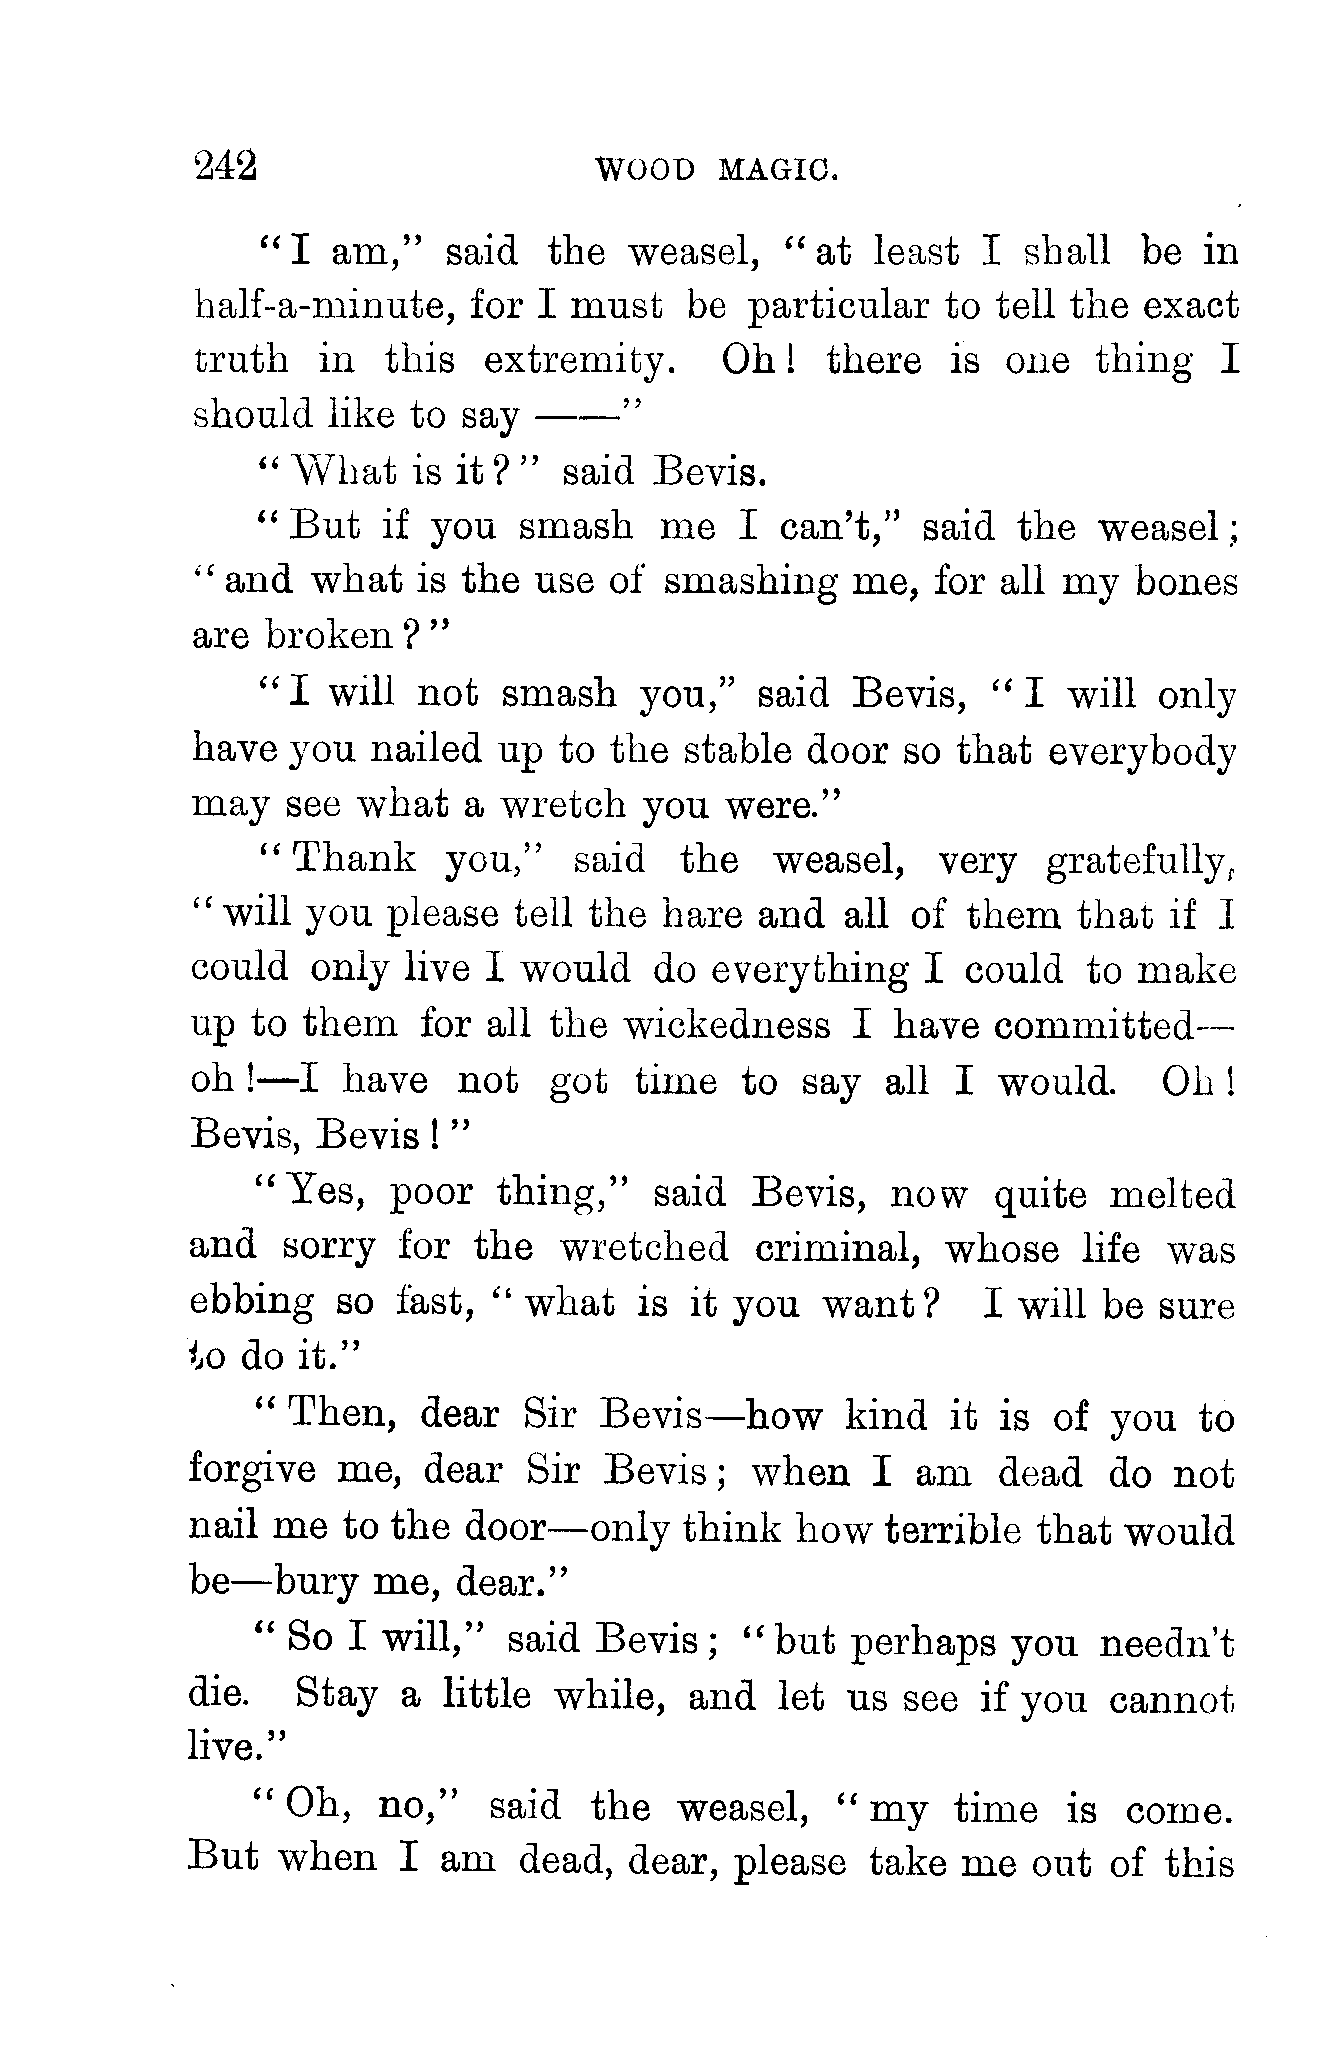 242 WOOD MAGIC.
“I am,” said the weasel, “at least I shall be in
half-a-minute, for I must be particular to tell the exact
truth in this extremity. Oh! there is one thing I
should like to say ——”
“What is it?” said Bevis.
“But if you smash me I can’t,” said the weasel;
“and what is the use of smashing me, for all my bones
are broken?”
“I will not smash you,” said Bevis, “I will only
have you nailed up to the stable door so that everybody
may see what a wretch you were.”
“Thank you,” said the weasel, very gratefully,
“will you please tell the hare and all of them that if I
could only live I would do everything I could to make
up to them for all the wickedness I have committed—
oh!—I have not got time to say all I would. Oh!
Bevis, Bevis!”
“Yes, poor thing,” said Bevis, now quite melted
and sorry for the wretched criminal, whose life was
ebbing so fast, “what is it you want? I will be sure
to do it.”
“Then, dear Sir Bevis—how kind it is of you to
forgive me, dear Sir Bevis; when I am dead do not
nail me to the door—only think how terrible that would
be—bury me, dear.”
“So I will,” said Bevis; “but perhaps you needn’t
die. Stay a little while, and let us see if you cannot
live.”
“Oh, no,” said the weasel, “my time is come.
But when I am dead, dear, please take me out of this